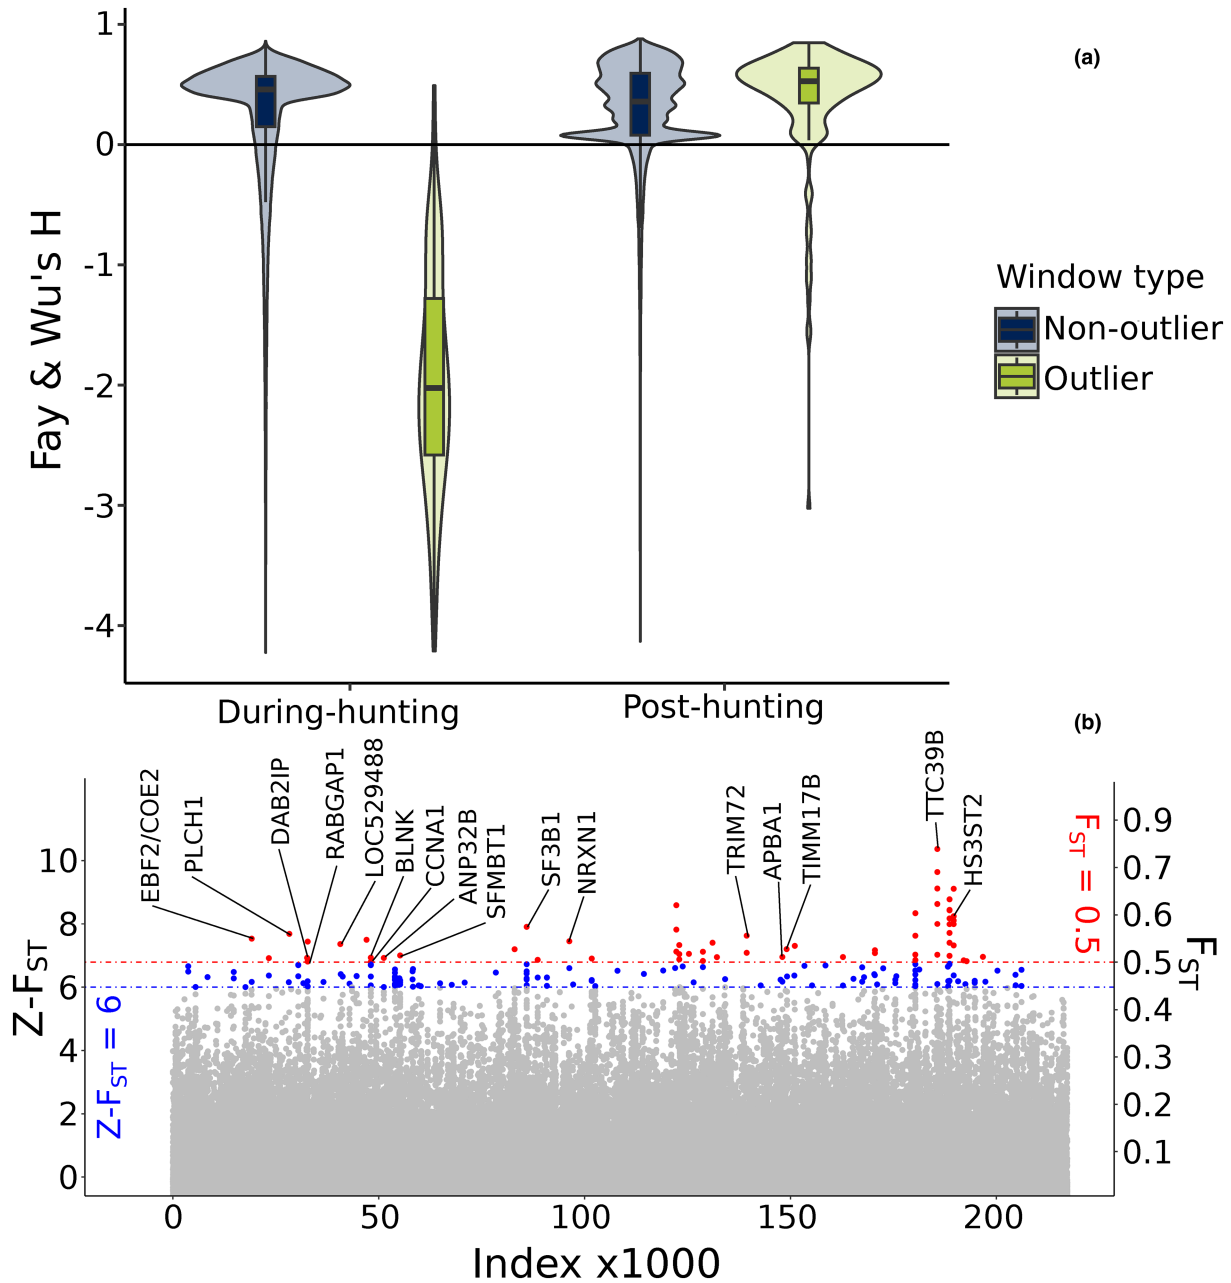 (a)
1
0
-1
-2
-3
-4
Fay & Wu's H
During-hunting
Post-hunting
Window type
Non-outlier
Outlier
(b)
EBF2/COE2
PLCH1
DAB2IP
RABGAP1
LOC529488
BLNK
CCNA1
ANP32B
SFMBT1
SF3B1
NRXN1
TRIM72
APBA1
TIMM17B
TTC39B
HS3ST2
10
8
6
4
2
0
Z-FST
Z-FST = 6
FST = 0.5
0.9
0.8
0.7
0.6
0.5
0.4
0.3
0.2
0.1
FST
0
50
100
150
200
Index x1000